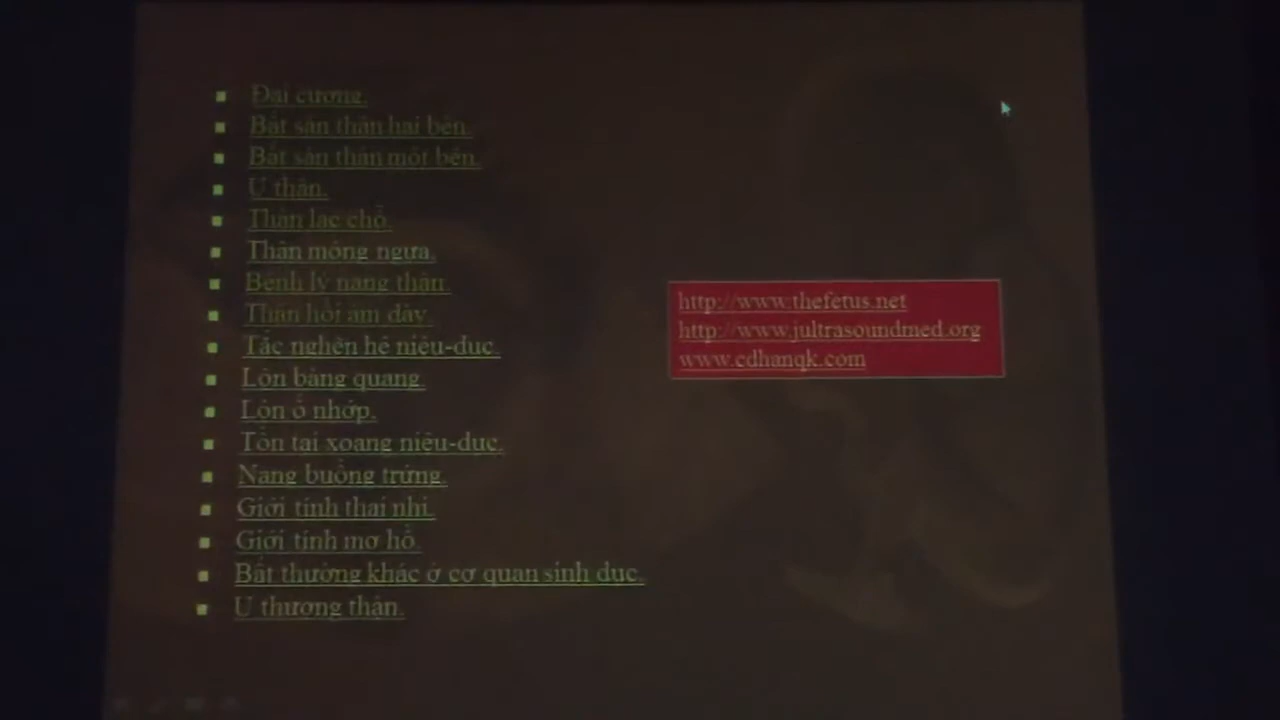 Đại cương.
Bất sản thận hai bên.
Bất sản thận một bên.
U thận.
Thận lạc chỗ.
Thận móng ngựa.
Bệnh lý nang thận.
Thận hồi âm dày.
Tắc nghẽn hệ niệu-dục.
Lộn bàng quang.
Lộn ổ nhớp.
Tồn tại xoang niệu-dục.
Nang buồng trứng.
Giới tính thai nhi.
Giới tính mơ hồ.
Bất thường khác ở cơ quan sinh dục.
U thượng thận.
http://www.thefetus.net
http://www.jultrasoundmed.org
www.cdhanqk.com